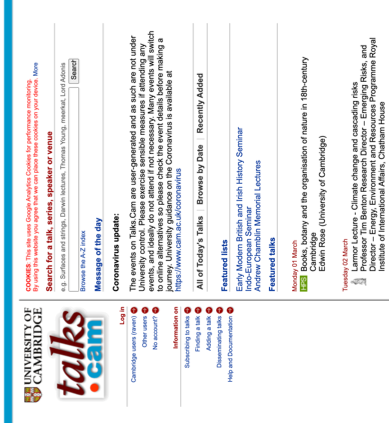 UNIVERSITY OF
CAMBRIDGE
talks
.cam
Log in
Cambridge users (raven)
Other users
No account?
Information on
Subscribing to talks
Finding a talk
Adding a talk
Disseminating talks
Help and Documentation
COOKIES: This site uses Google Analytics Cookies for performance monitoring.
By using the website you agree that we can place these cookies on your device. More
Search for a talk, series, speaker or venue
e.g. Surfaces and strings, Darwin lectures, Thomas Young, meerkat, Lord Adonis
Search
Browse the A-Z index
Message of the day
Coronavirus update:
The events on Talks.Cam are user-generated and as such are not under
University control. Please exercise sensible measures if attending any
events, and ideally do not attend if not necessary. Many events will switch
to online alternatives so please check the event details before making a
journey. University guidance on the Coronavirus is available at
https://www.cam.ac.uk/coronavirus
All of Today's Talks Browse by Date Recently Added
Featured lists
Early Modern British and Irish History Seminar
Indo-European Seminar
Andrew Chamblin Memorial Lectures
Featured talks
Monday 01 March
HPS Books, botany and the organisation of nature in 18th-century
Cambridge
Edwin Rose (University of Cambridge)
Tuesday 02 March
Larmor Lecture - Climate change and cascading risks
Professor Tim Benton Research Director – Emerging Risks, and
Director – Energy, Environment and Resources Programme Royal
Institute of International Affairs, Chatham House